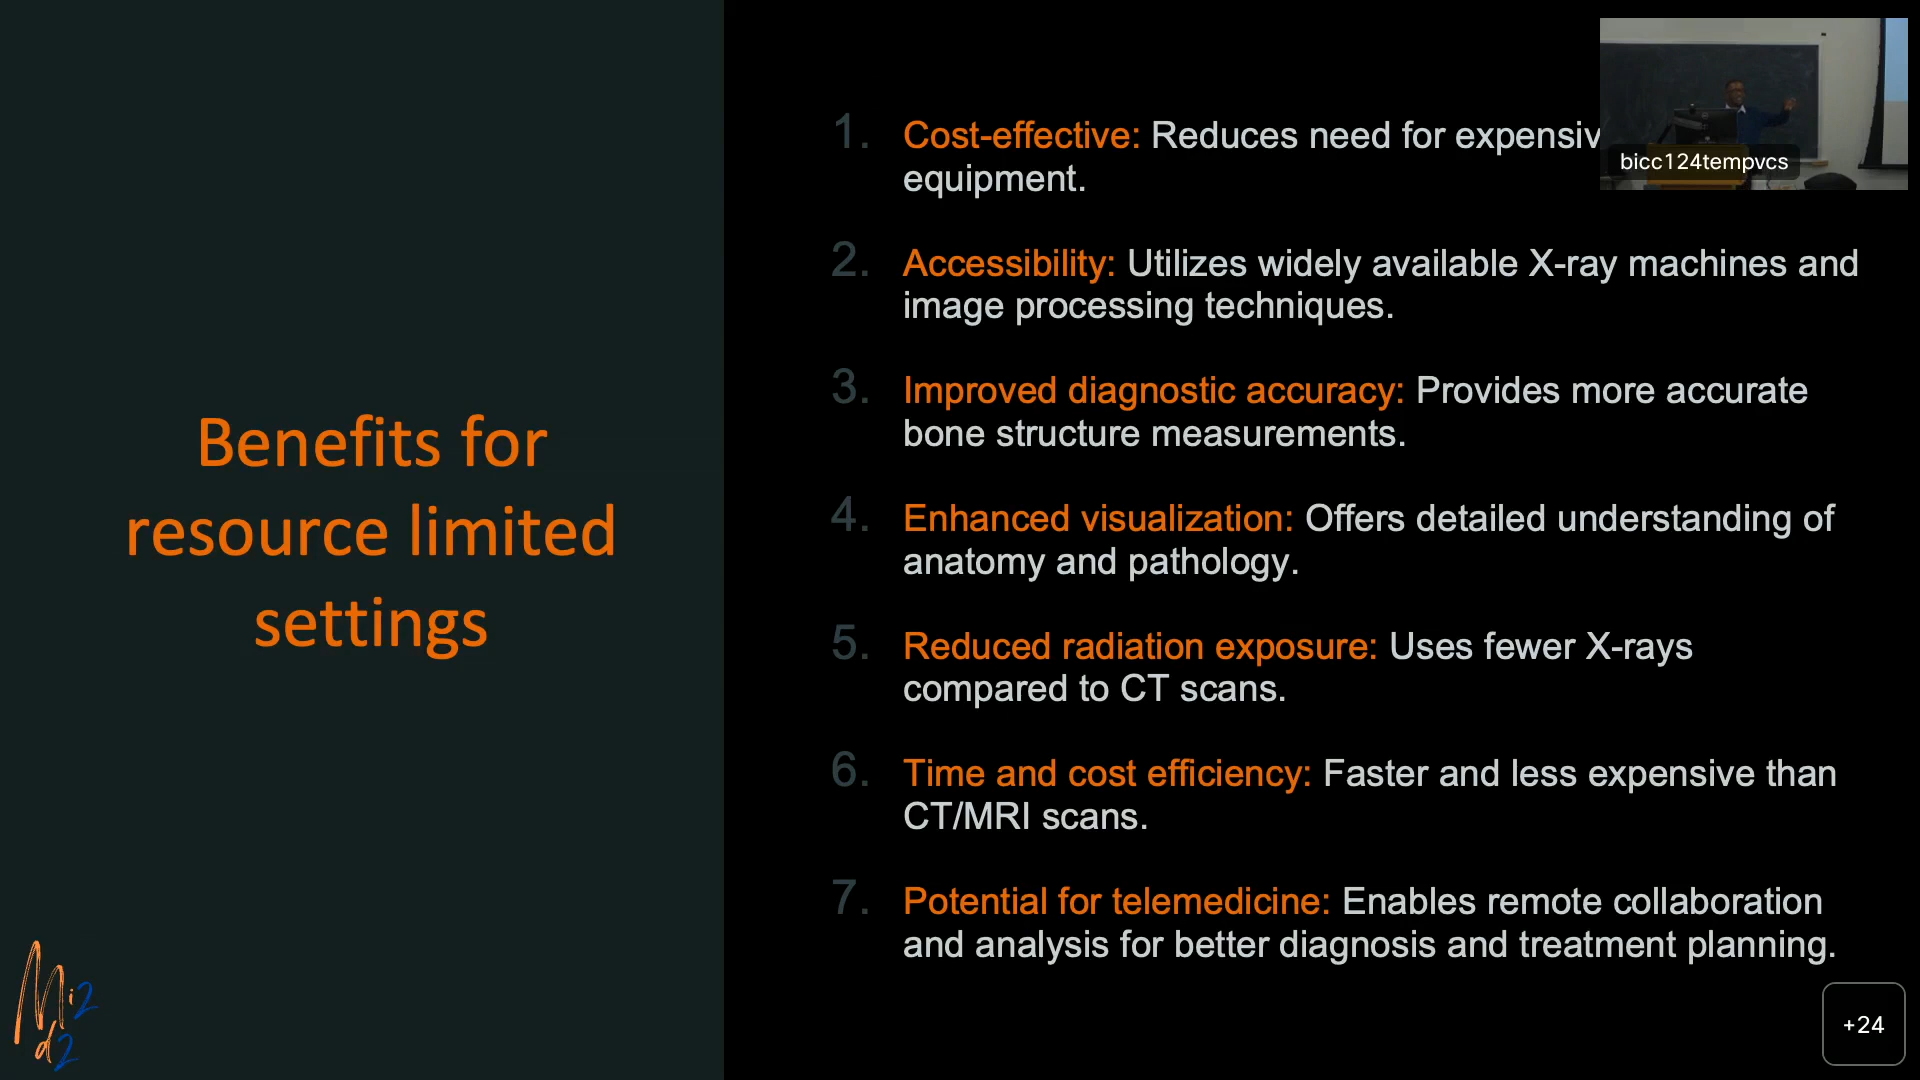 Benefits for
resource limited
settings
1. Cost-effective: Reduces need for
equipment.
2. Accessibility: Utilizes widely available X-ray machines and
image processing techniques.
3. Improved diagnostic accuracy: Provides more accurate
bone structure measurements.
4. Enhanced visualization: Offers detailed understanding of
anatomy and pathology.
5. Reduced radiation exposure: Uses fewer X-rays
compared to CT scans.
6. Time and cost efficiency: Faster and less expensive than
CT/MRI scans.
7. Potential for telemedicine: Enables remote collaboration
and analysis for better diagnosis and treatment planning.
bicc124tempvcs
Mi2
d2
+24